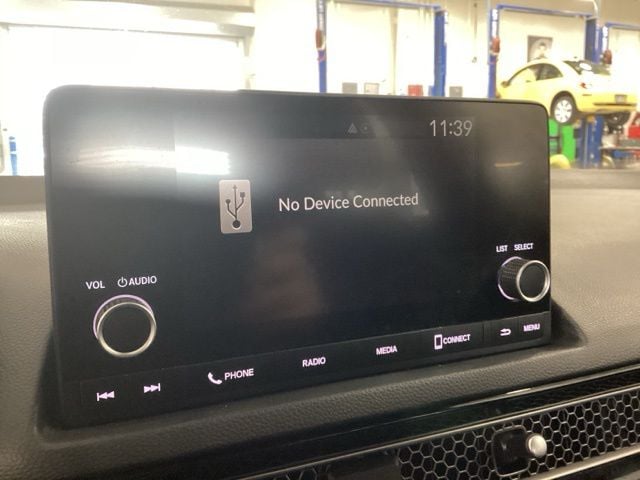 11:39
No Device Connected
LIST SELECT
VOL AUDIO
PHONE
RADIO
MEDIA
CONNECT
MENU